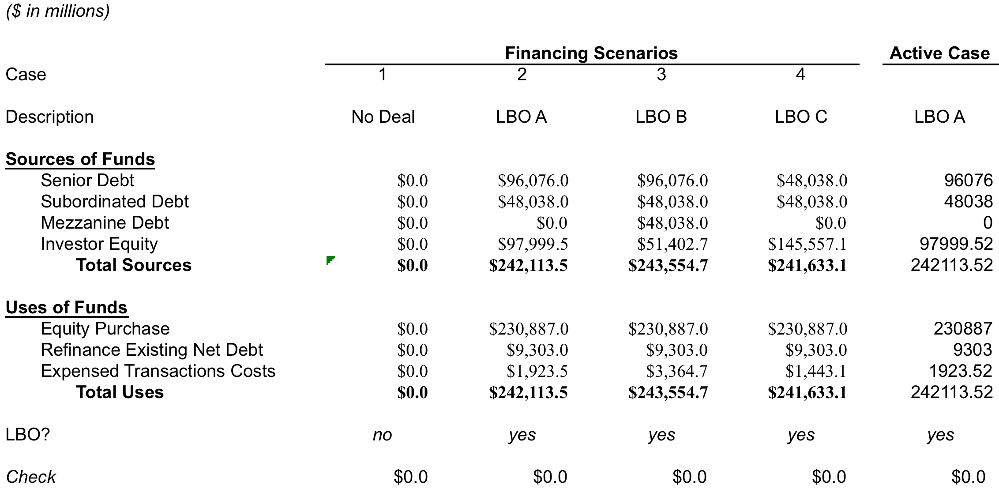 ($ in millions)
Financing Scenarios Active Case
Case 1 2 3 4
Description No Deal LBO A LBO B LBO C LBO A
Sources of Funds
Senior Debt $0.0 $96,076.0 $96,076.0 $48,038.0 96076
Subordinated Debt $0.0 $48,038.0 $48,038.0 $48,038.0 48038
Mezzanine Debt $0.0 $0.0 $48,038.0 $0.0 0
Investor Equity $0.0 $97,999.5 $51,402.7 $145,557.1 97999.52
Total Sources $0.0 $242,113.5 $243,554.7 $241,633.1 242113.52
Uses of Funds
Equity Purchase $0.0 $230,887.0 $230,887.0 $230,887.0 230887
Refinance Existing Net Debt $0.0 $9,303.0 $9,303.0 $9,303.0 9303
Expensed Transactions Costs $0.0 $1,923.5 $3,364.7 $1,443.1 1923.52
Total Uses $0.0 $242,113.5 $243,554.7 $241,633.1 242113.52
LBO? no yes yes yes yes
Check $0.0 $0.0 $0.0 $0.0 $0.0